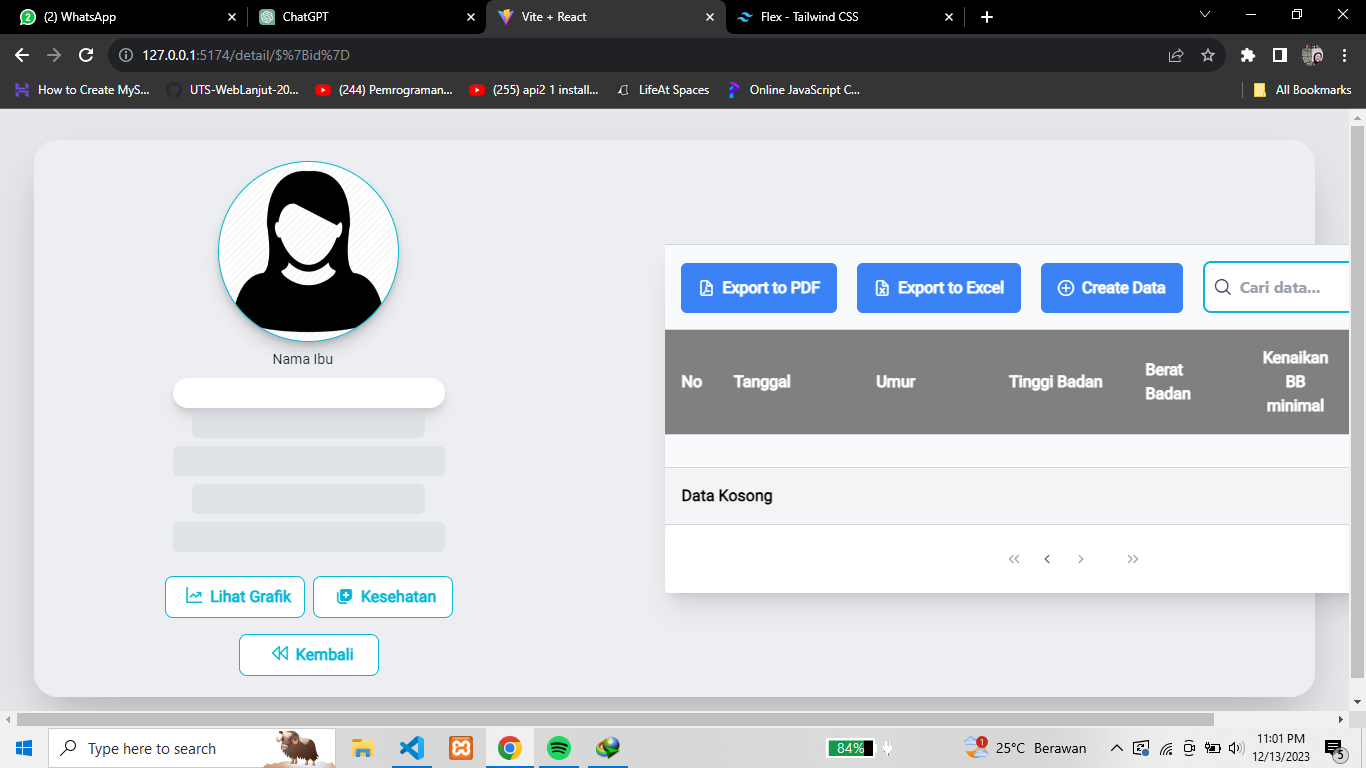 (2) WhatsApp
ChatGPT
Vite + React
Flex - Tailwind CSS
127.0.0.1:5174/detail/$%7Bid%7D
How to Create MyS...
UTS-WebLanjut-20...
(244) Pemrograman...
(255) api2 1 install...
LifeAt Spaces
Online JavaScript C...
All Bookmarks
Nama Ibu
Lihat Grafik
Kesehatan
Kembali
Export to PDF
Export to Excel
Create Data
Cari data...
No
Tanggal
Umur
Tinggi Badan
Berat
Badan
Kenaikan
BB
minimal
Data Kosong
Type here to search
84%
1
25°C Berawan
11:01 PM
12/13/2023
5